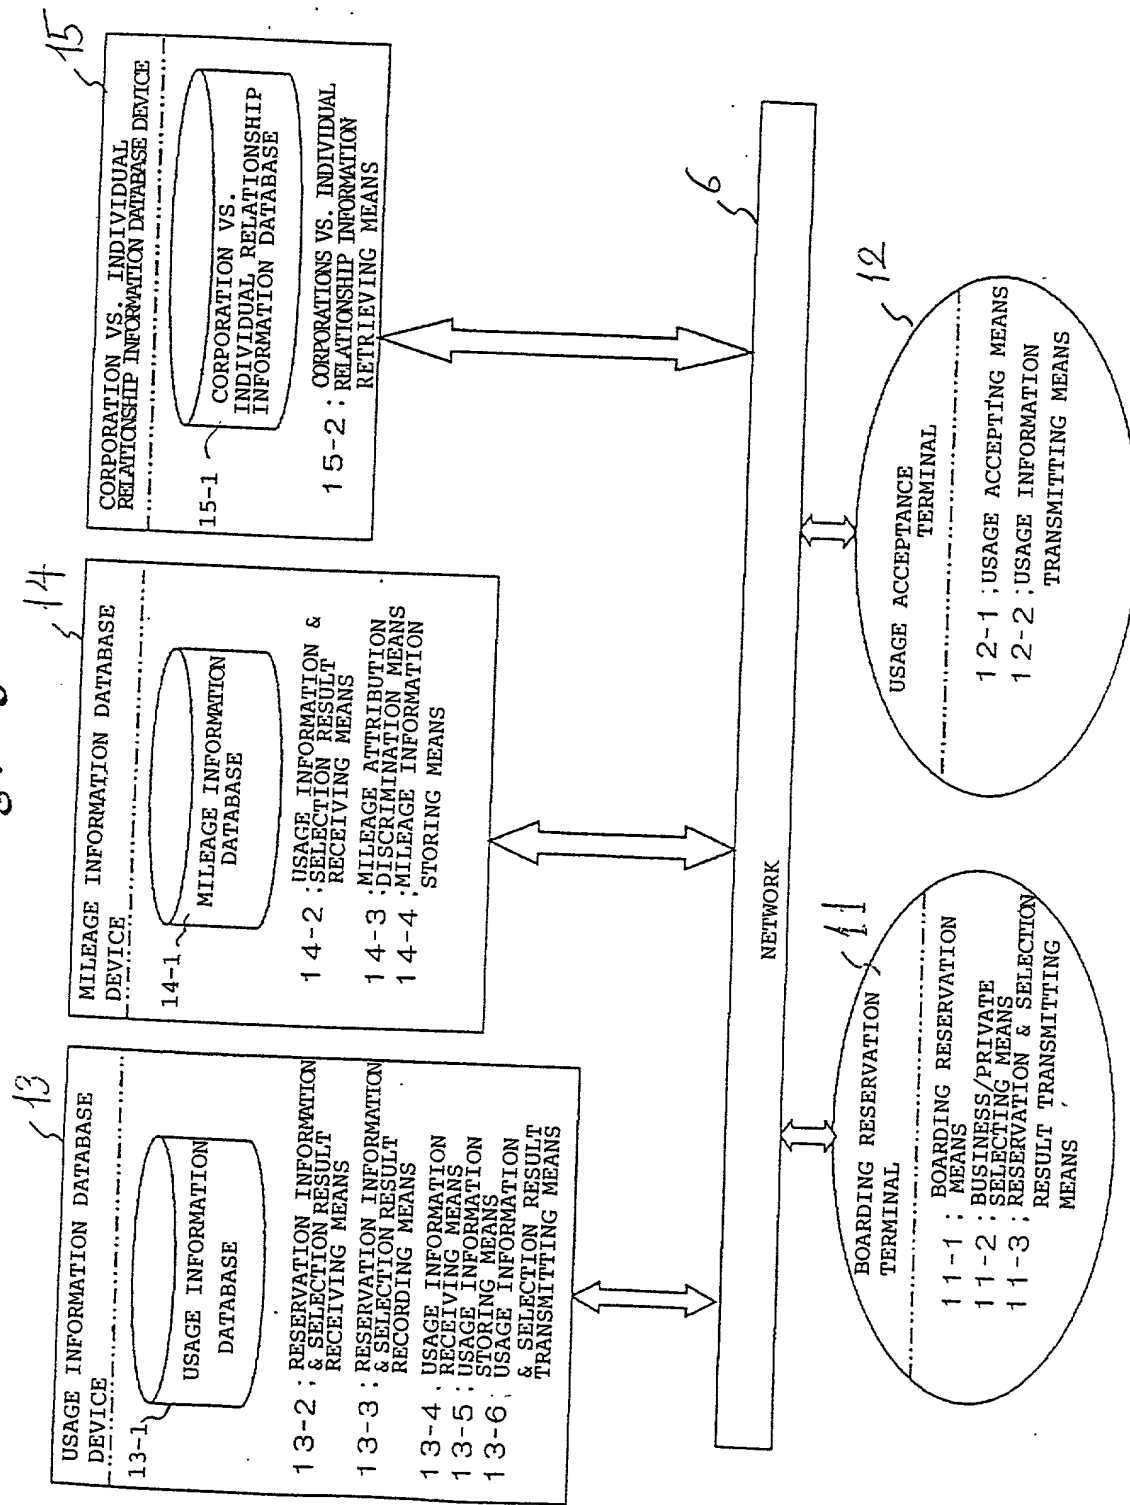 13
USAGE INFORMATION DATABASE
DEVICE
13-1
USAGE INFORMATION
DATABASE
13-2 ; RESERVATION INFORMATION
& SELECTION RESULT
RECEIVING MEANS
13-3 ; RESERVATION INFORMATION
& SELECTION RESULT
RECORDING MEANS
13-4 ; USAGE INFORMATION
RECEIVING MEANS
13-5 ; USAGE INFORMATION
STORING MEANS
13-6 ; USAGE INFORMATION
& SELECTION RESULT
TRANSMITTING MEANS
14
MILEAGE INFORMATION DATABASE
DEVICE
14-1
MILEAGE INFORMATION
DATABASE
14-2 ; USAGE INFORMATION &
SELECTION RESULT
RECEIVING MEANS
14-3 ; MILEAGE ATTRIBUTION
DISCRIMINATION MEANS
14-4 ; MILEAGE INFORMATION
STORING MEANS
15
CORPORATION VS. INDIVIDUAL
RELATIONSHIP INFORMATION DATABASE DEVICE
15-1
CORPORATION VS.
INDIVIDUAL RELATIONSHIP
INFORMATION DATABASE
15-2 ; CORPORATIONS VS. INDIVIDUAL
RELATIONSHIP INFORMATION
RETRIEVING MEANS
NETWORK
6
11
BOARDING RESERVATION
TERMINAL
11-1 ; BOARDING RESERVATION
MEANS
11-2 ; BUSINESS/PRIVATE
SELECTING MEANS
11-3 ; RESERVATION & SELECTION
RESULT TRANSMITTING
MEANS
12
USAGE ACCEPTANCE
TERMINAL
12-1 ; USAGE ACCEPTING MEANS
12-2 ; USAGE INFORMATION
TRANSMITTING MEANS